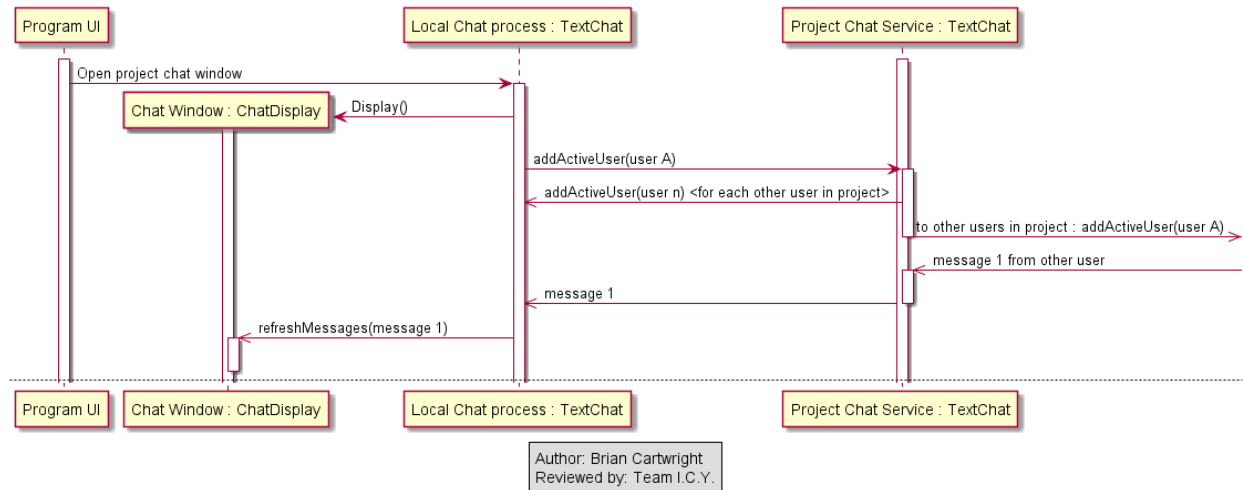 Program UI
Local Chat process : TextChat
Project Chat Service : TextChat
Open project chat window
Chat Window : ChatDisplay
Display()
addActiveUser(user A)
addActiveUser(user n) <for each other user in project>
to other users in project : addActiveUser(user A)
message 1 from other user
message 1
refreshMessages(message 1)
Program UI
Chat Window : ChatDisplay
Local Chat process : TextChat
Project Chat Service : TextChat
Author: Brian Cartwright
Reviewed by: Team I.C.Y.